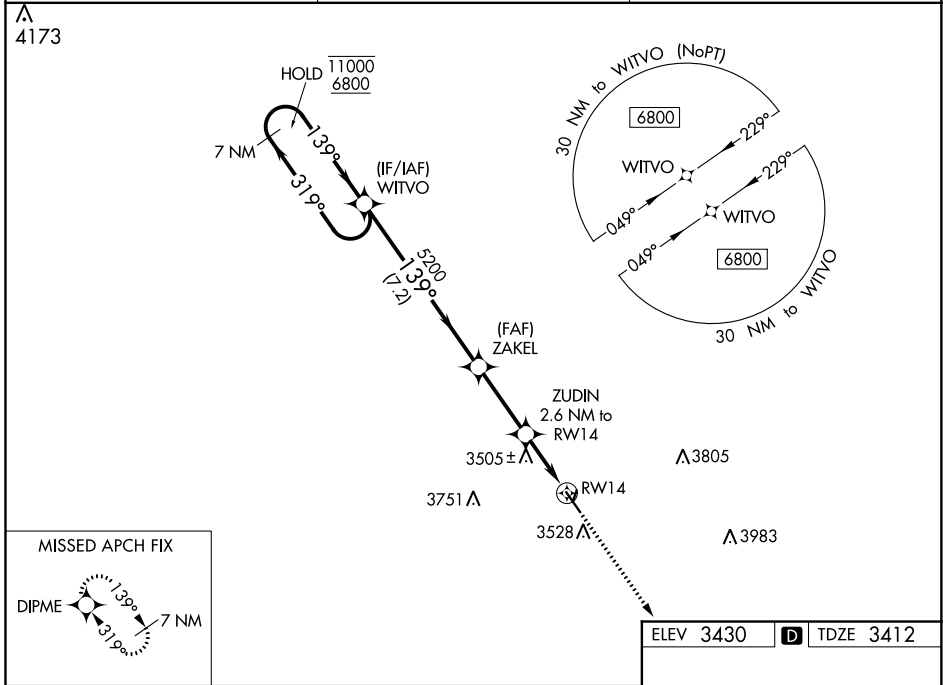 4173
HOLD 11000
6800
7 NM
139°
319°
(IF/IAF)
WITVO
5200
139°
(7.2)
(FAF)
ZAKEL
ZUDIN
2.6 NM to
RW14
3505±
RW14
3751
3528
3805
3983
30 NM to WITVO (NoPT)
6800
229°
WITVO
049°
229°
WITVO
049°
6800
30 NM to WITVO
MISSED APCH FIX
DIPME
139°
7 NM
319°
ELEV 3430 D TDZE 3412